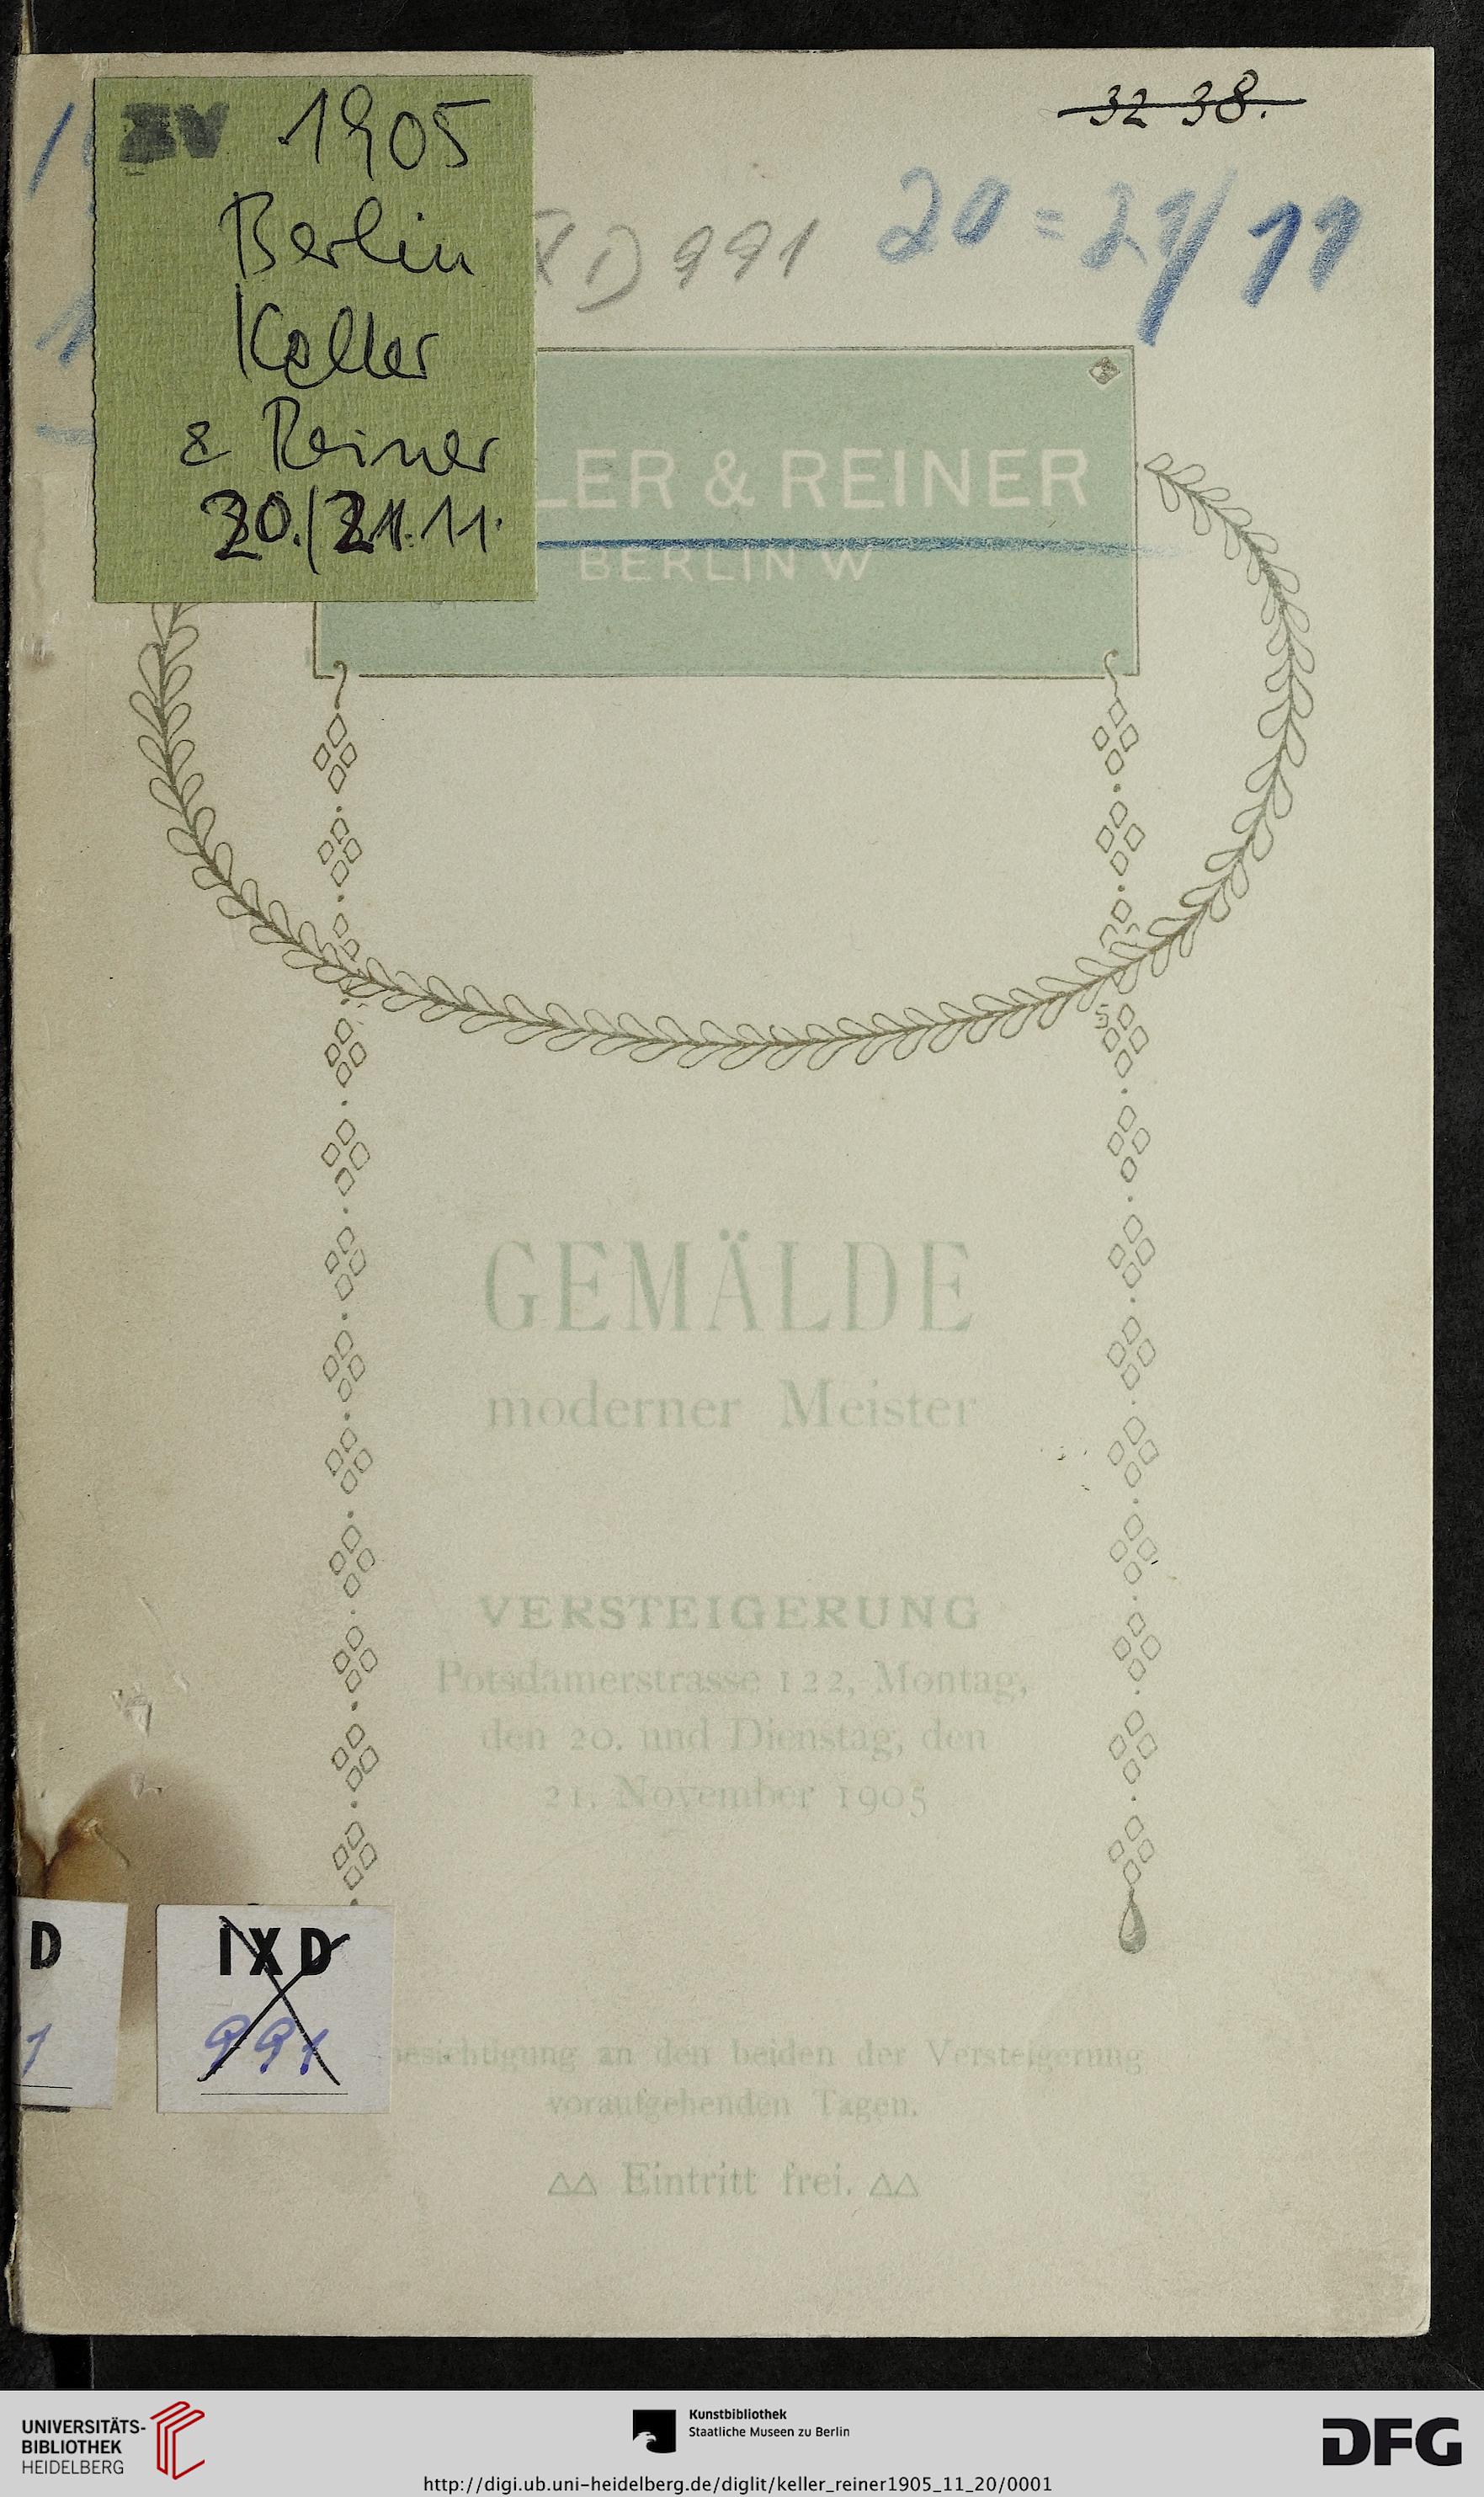 32 38.
1905
Berlin
Keller
& Reiner
20./21.11.
D 991
20=21/11
LER & REINER
BERLIN W
GEMÄLDE
moderner Meister
VERSTEIGERUNG
Potsdamerstrasse 122, Montag,
den 20. und Dienstag, den
21. November 1905
D
1
IXD
991
besichtigung an den beiden der Versteigerung
voraufgehenden Tagen.
△△ Eintritt frei. △△
UNIVERSITÄTS-
BIBLIOTHEK
HEIDELBERG
Kunstbibliothek
Staatliche Museen zu Berlin
DFG
http://digi.ub.uni-heidelberg.de/diglit/keller_reiner1905_11_20/0001